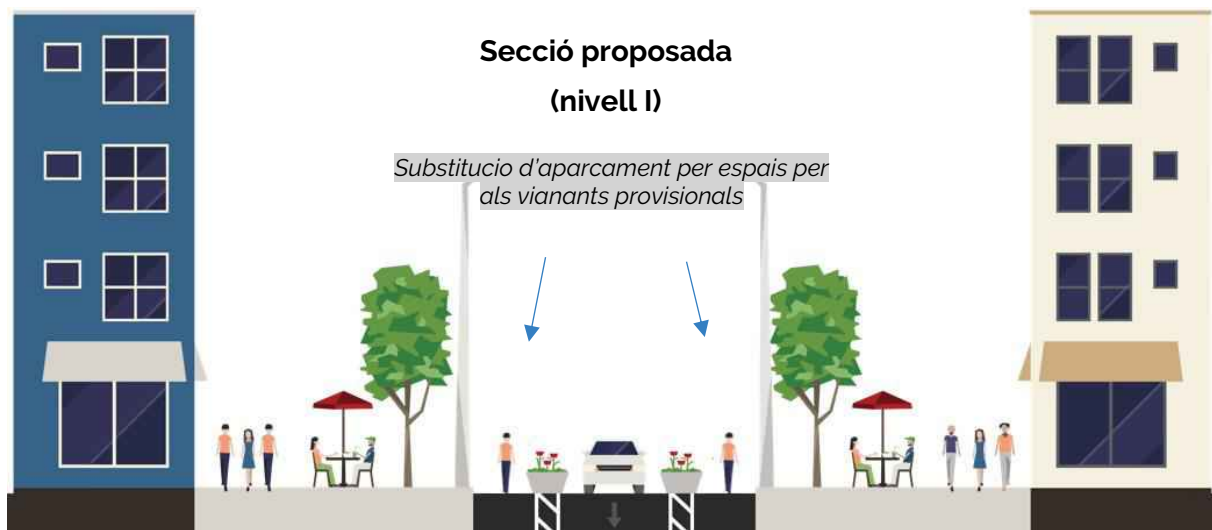 Secció proposada
(nivell I)
Substitucio d'aparcament per espais per
als vianants provisionals